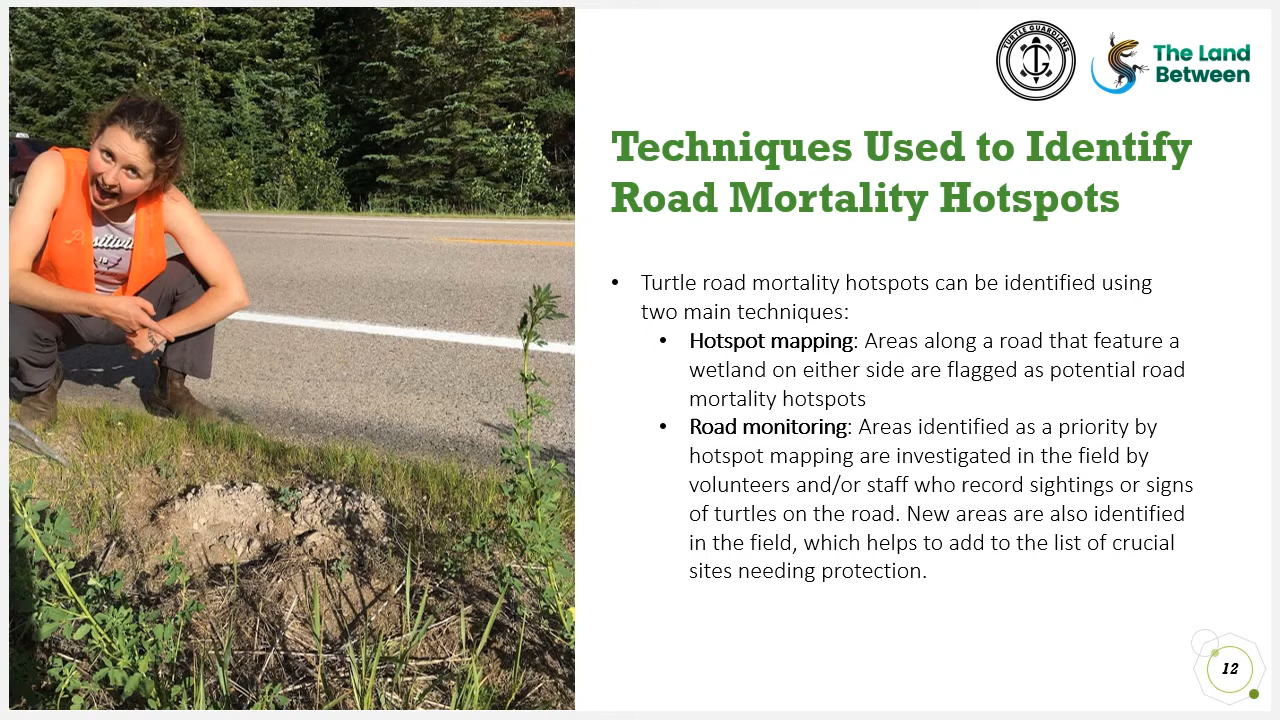 TURTLE GUARDIANS
The Land
Between
Techniques Used to Identify
Road Mortality Hotspots
• Turtle road mortality hotspots can be identified using
two main techniques:
• Hotspot mapping: Areas along a road that feature a
wetland on either side are flagged as potential road
mortality hotspots
• Road monitoring: Areas identified as a priority by
hotspot mapping are investigated in the field by
volunteers and/or staff who record sightings or signs
of turtles on the road. New areas are also identified
in the field, which helps to add to the list of crucial
sites needing protection.
12